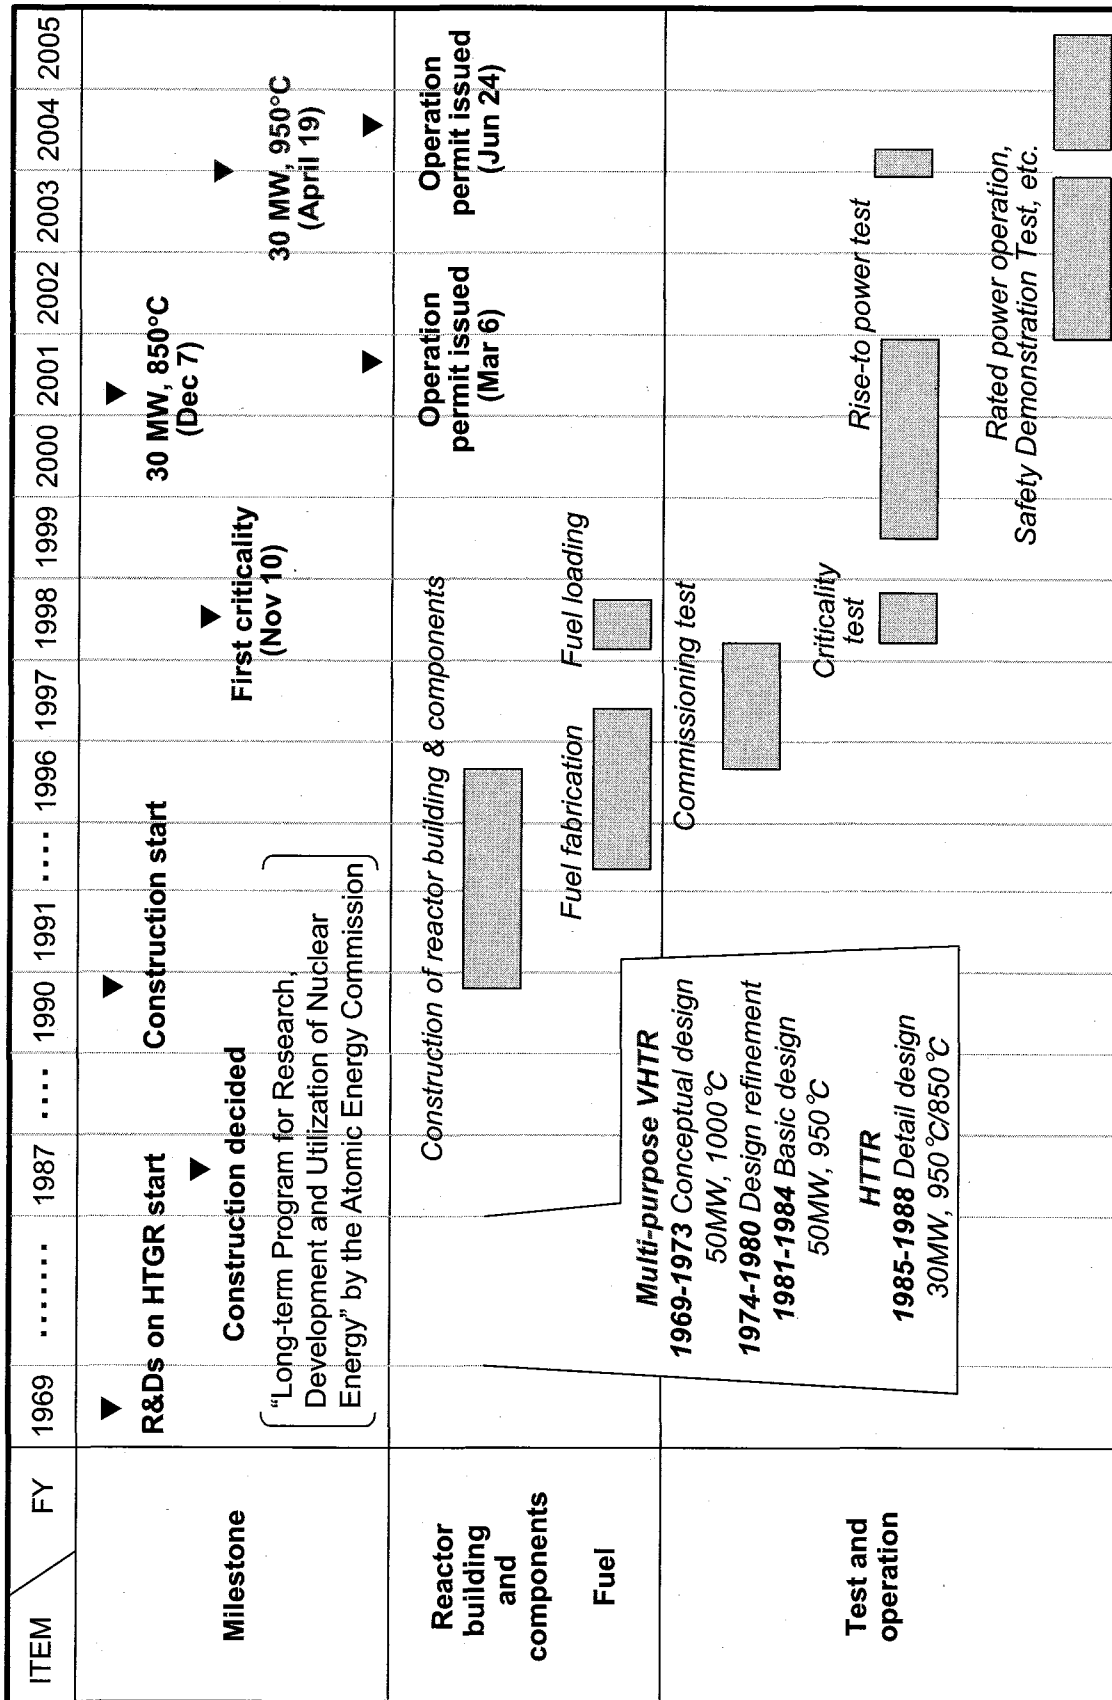 ITEM
FY
1969
......
1987
....
1990
1991
....
1996
1997
1998
1999
2000
2001
2002
2003
2004
2005
Milestone
R&Ds on HTGR start
Construction start
30 MW, 850°C
(Dec 7)
Construction decided
First criticality
(Nov 10)
30 MW, 950°C
(April 19)
"Long-term Program for Research,
Development and Utilization of Nuclear
Energy" by the Atomic Energy Commission
Operation
permit issued
(Mar 6)
Operation
permit issued
(Jun 24)
Reactor
building
and
components
Construction of reactor building & components
Fuel
Fuel fabrication
Fuel loading
Multi-purpose VHTR
1969-1973 Conceptual design
50MW, 1000°C
1974-1980 Design refinement
1981-1984 Basic design
50MW, 950°C
HTTR
1985-1988 Detail design
30MW, 950°C/850°C
Test and
operation
Commissioning test
Criticality
test
Rise-to power test
Rated power operation,
Safety Demonstration Test, etc.